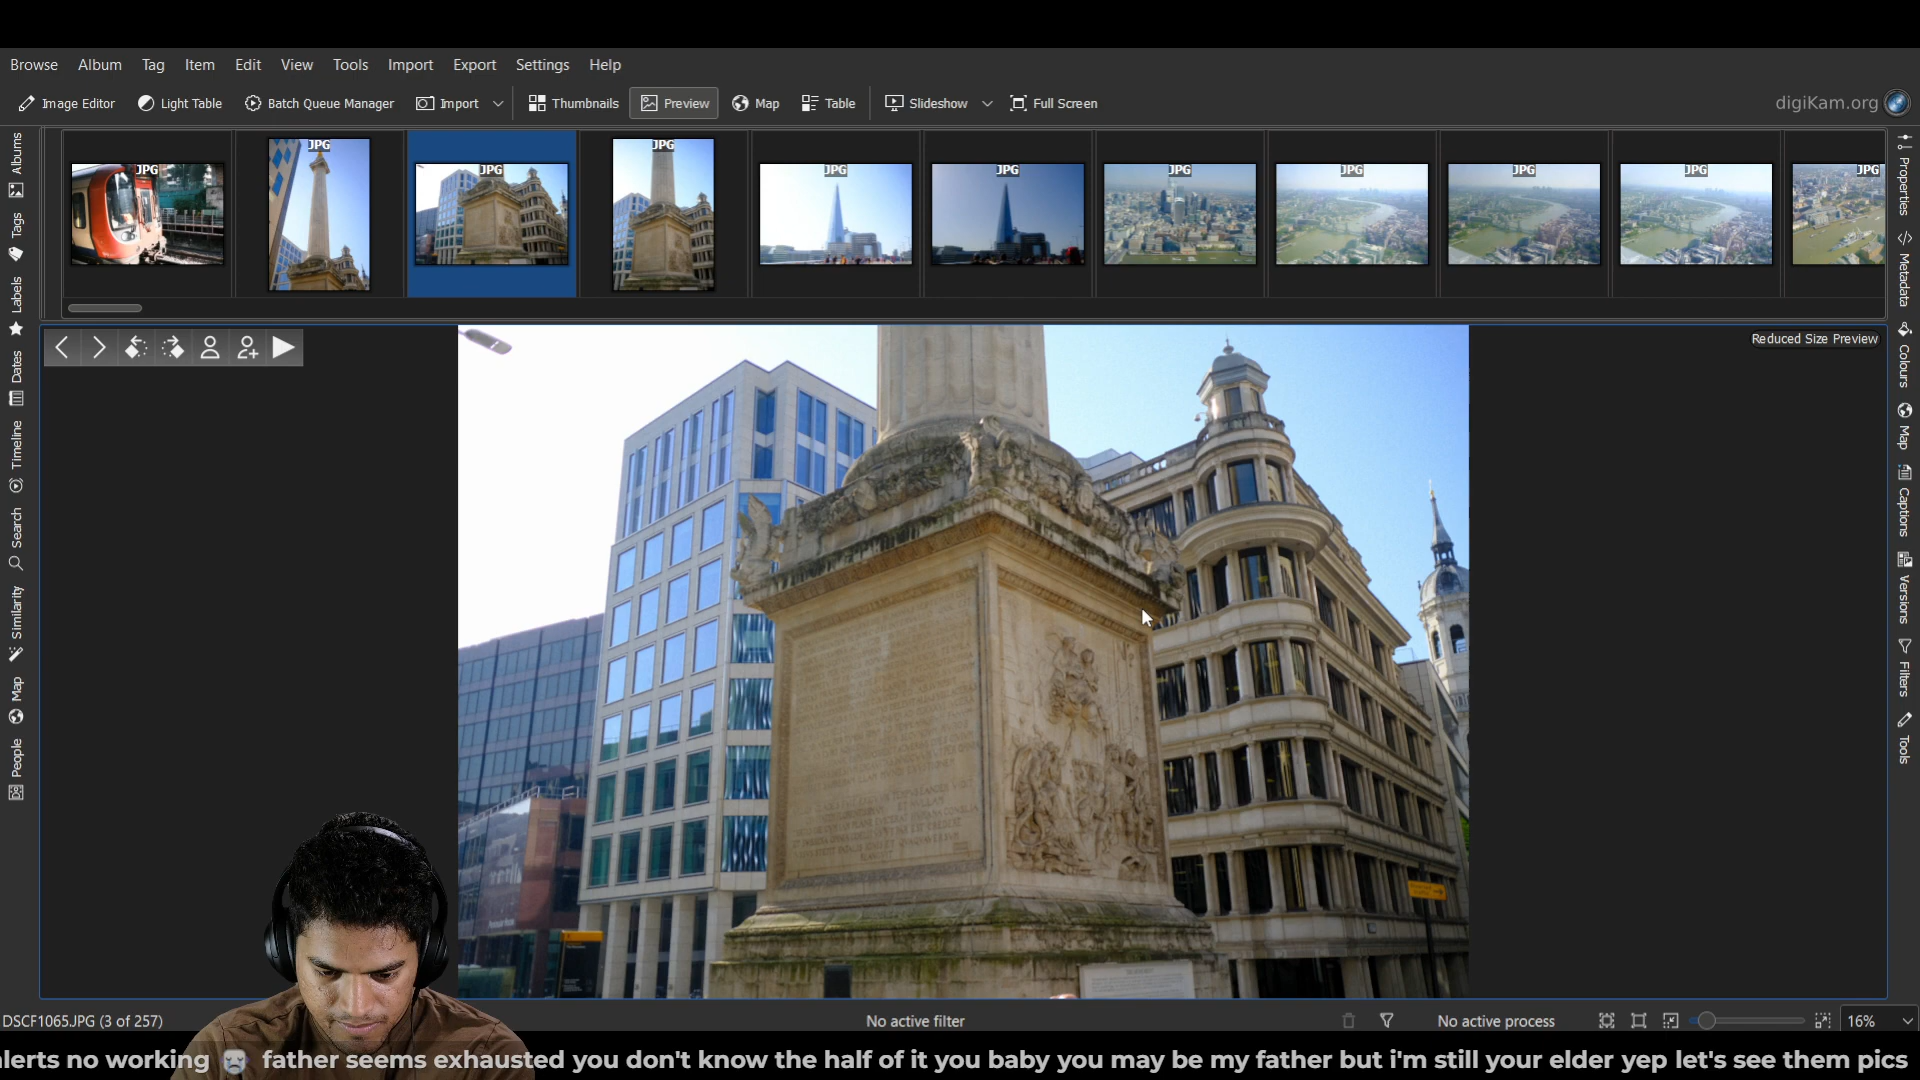 Browse Album Tag Item Edit View Tools Import Export Settings Help
Image Editor Light Table Batch Queue Manager Import Thumbnails Preview Map Table Slideshow Full Screen digiKam.org
JPG JPG JPG JPG JPG JPG JPG JPG JPG JPG JPG
Albums
Tags
Labels
Dates
Timeline
Search
Similarity
Map
People
Reduced Size Preview
Properties
Metadata
Colours
Map
Captions
Versions
Filters
Tools
DSCF1065.JPG (3 of 257) No active filter No active process 16%
alerts no working father seems exhausted you don't know the half of it you baby you may be my father but i'm still your elder yep let's see them pics